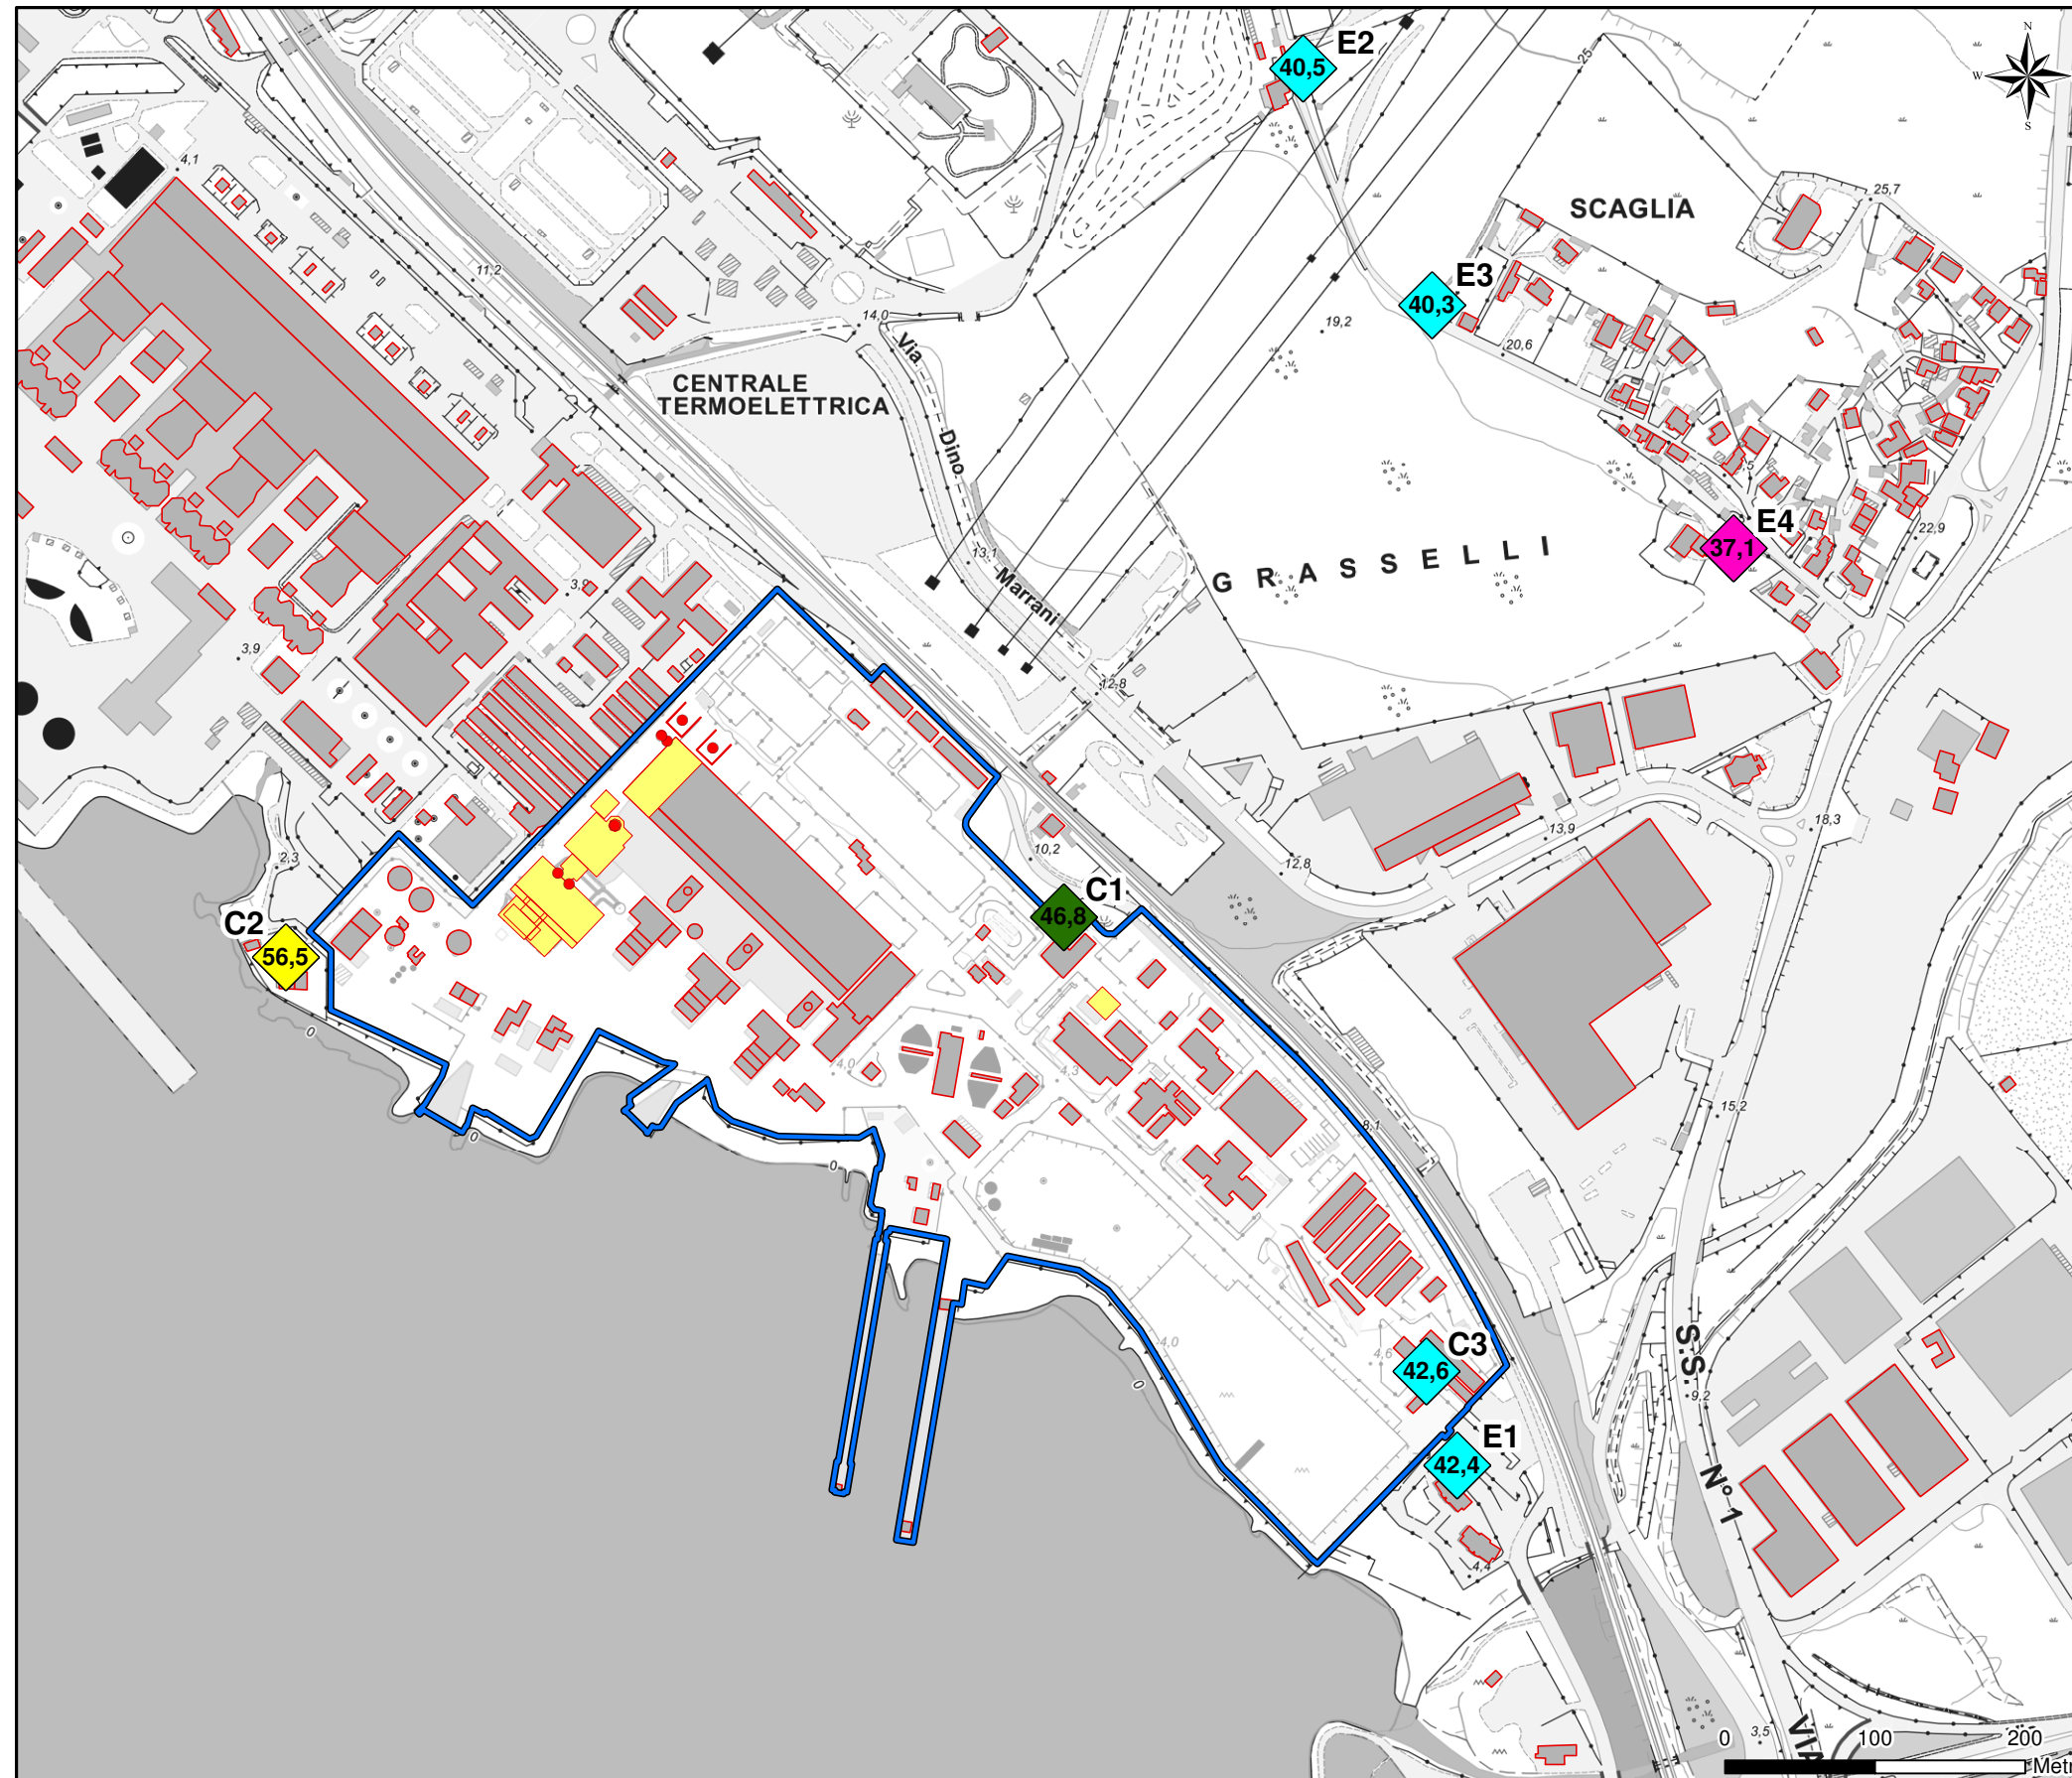 N
W
S
E2
40,5
25
4,1
SCAGLIA
25,7
11,2
E3
40,3
14,0
19,2
20,6
Via
Dino
Marrani
CENTRALE
TERMOELETTRICA
E4
37,1
22,9
13,1
GRASSELLI
3,9
3,9
12,8
18,3
13,9
10,2
12,8
2,3
C1
46,8
C2
56,5
0
4,0
4,3
15,2
8,1
0
0
4,0
4,6
C3
42,6
0
S.S.
9,2
E1
42,4
N°1
4,4
3,5
VIA
0 100 200
Met